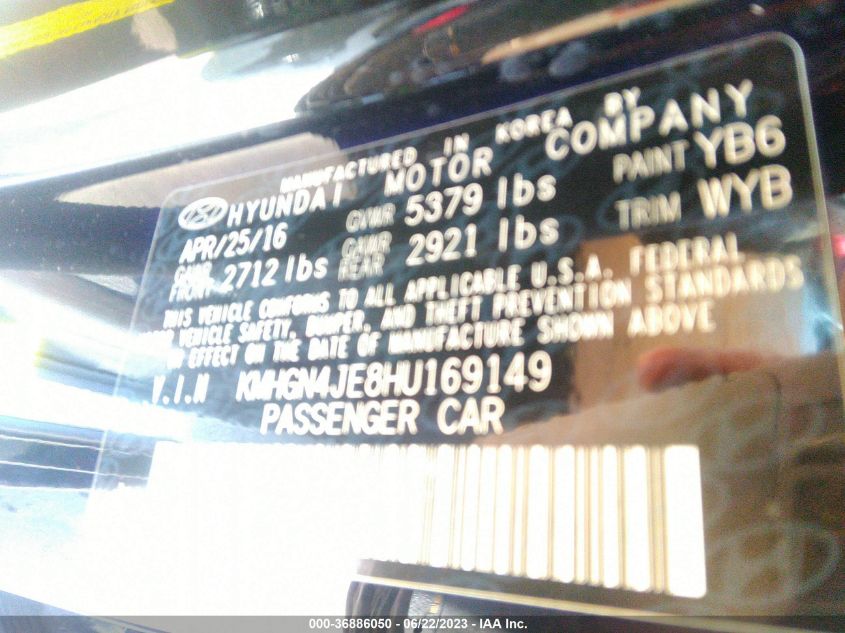 MANUFACTURED IN KOREA BY
HYUNDAI MOTOR COMPANY
APR/25/16 GVWR 5379 lbs PAINT YB6
GAWR FRONT 2712 lbs GAWR REAR 2921 lbs TRIM WYB
THIS VEHICLE CONFORMS TO ALL APPLICABLE U.S.A. FEDERAL
VEHICLE SAFETY, BUMPER, AND THEFT PREVENTION STANDARDS
IN EFFECT ON THE DATE OF MANUFACTURE SHOWN ABOVE
V.I.N KMHGN4JE8HU169149
PASSENGER CAR
000-36886050 - 06/22/2023 - IAA Inc.